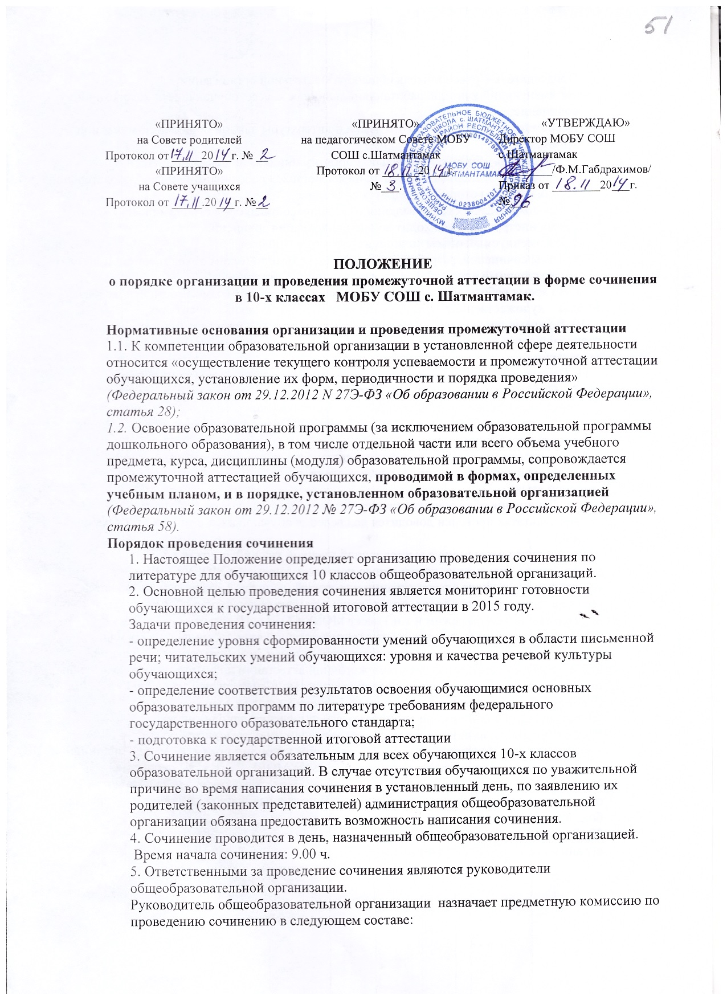 51
«ПРИНЯТО»
на Совете родителей
Протокол от 17.11 2014 г. № 2
«ПРИНЯТО»
на Совете учащихся
Протокол от 17.11.2014 г. № 2
«ПРИНЯТО»
на педагогическом Совете МОБУ
СОШ с.Шатмантамак
Протокол от 18.11.2014 г.
№ 3.
«УТВЕРЖДАЮ»
Директор МОБУ СОШ
с.Шатмантамак
/Ф.М.Габдрахимов/
Приказ от 18.11 2014 г.
№ 96
МОБУ СОШ
с. ШАТМАНТАМАК
ИНН 0238004107
ПОЛОЖЕНИЕ
о порядке организации и проведения промежуточной аттестации в форме сочинения
в 10-х классах МОБУ СОШ с. Шатмантамак.
Нормативные основания организации и проведения промежуточной аттестации
1.1. К компетенции образовательной организации в установленной сфере деятельности
относится «осуществление текущего контроля успеваемости и промежуточной аттестации
обучающихся, установление их форм, периодичности и порядка проведения»
(Федеральный закон от 29.12.2012 N 27Э-ФЗ «Об образовании в Российской Федерации»,
статья 28);
1.2. Освоение образовательной программы (за исключением образовательной программы
дошкольного образования), в том числе отдельной части или всего объема учебного
предмета, курса, дисциплины (модуля) образовательной программы, сопровождается
промежуточной аттестацией обучающихся, проводимой в формах, определенных
учебным планом, и в порядке, установленном образовательной организацией
(Федеральный закон от 29.12.2012 № 27Э-ФЗ «Об образовании в Российской Федерации»,
статья 58).
Порядок проведения сочинения
1. Настоящее Положение определяет организацию проведения сочинения по
литературе для обучающихся 10 классов общеобразовательной организаций.
2. Основной целью проведения сочинения является мониторинг готовности
обучающихся к государственной итоговой аттестации в 2015 году.
Задачи проведения сочинения:
- определение уровня сформированности умений обучающихся в области письменной
речи; читательских умений обучающихся: уровня и качества речевой культуры
обучающихся;
- определение соответствия результатов освоения обучающимися основных
образовательных программ по литературе требованиям федерального
государственного образовательного стандарта;
- подготовка к государственной итоговой аттестации
3. Сочинение является обязательным для всех обучающихся 10-х классов
образовательной организаций. В случае отсутствия обучающихся по уважительной
причине во время написания сочинения в установленный день, по заявлению их
родителей (законных представителей) администрация общеобразовательной
организации обязана предоставить возможность написания сочинения.
4. Сочинение проводится в день, назначенный общеобразовательной организацией.
Время начала сочинения: 9.00 ч.
5. Ответственными за проведение сочинения являются руководители
общеобразовательной организации.
Руководитель общеобразовательной организации назначает предметную комиссию по
проведению сочинению в следующем составе: